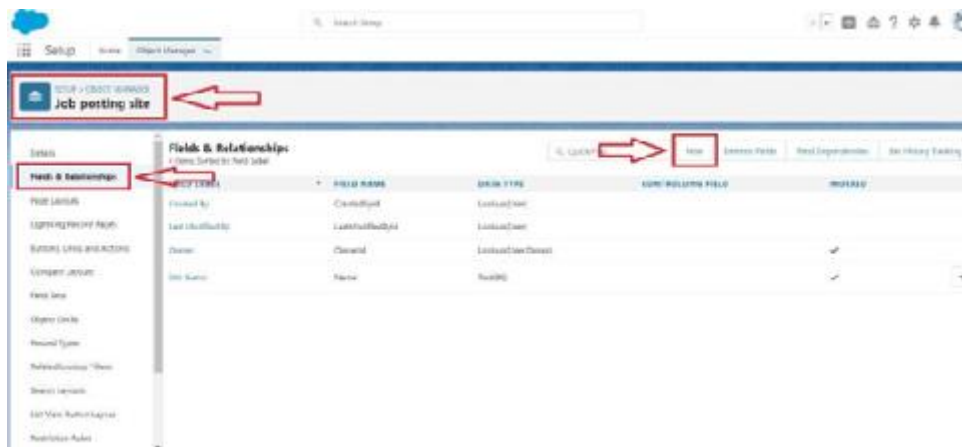 Search Setup
Setup Home Object Manager
SETUP > OBJECT MANAGER
Job posting site
Details
Fields & Relationships
Page Layouts
Lightning Record Pages
Buttons, Links, and Actions
Compact Layouts
Field Sets
Object Limits
Record Types
Search Layouts
List View Button Layout
Restriction Rules
Fields & Relationships
4 Items, Sorted by Field Label
New Deleted Fields Field Dependencies Set History Tracking
FIELD LABEL FIELD NAME DATA TYPE CONTROLLING FIELD INDEXED
Created By CreatedById Lookup(User)
Last Modified By LastModifiedById Lookup(User)
Owner OwnerId Lookup(User,Group)
Site Name Name Text(80)